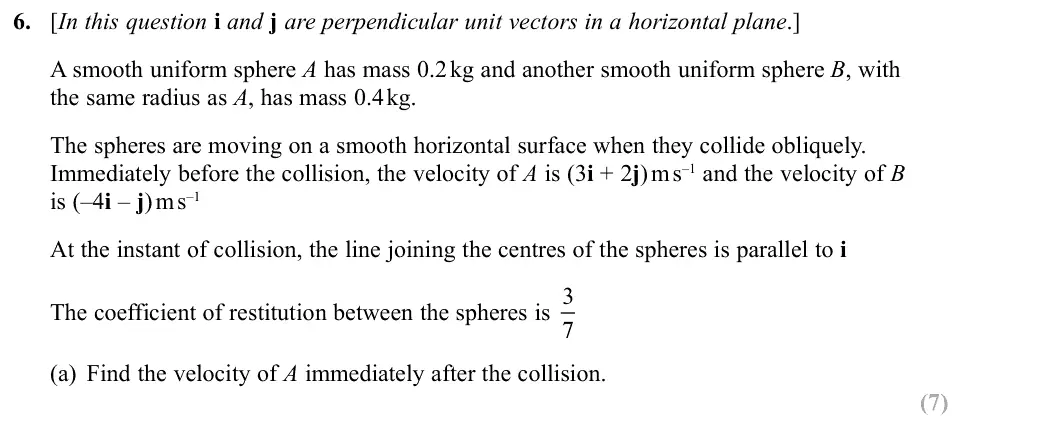 6. [In this question i and j are perpendicular unit vectors in a horizontal plane.]
A smooth uniform sphere A has mass 0.2 kg and another smooth uniform sphere B, with
the same radius as A, has mass 0.4 kg.
The spheres are moving on a smooth horizontal surface when they collide obliquely.
Immediately before the collision, the velocity of A is (3i + 2j) m s⁻¹ and the velocity of B
is (–4i – j) m s⁻¹
At the instant of collision, the line joining the centres of the spheres is parallel to i
The coefficient of restitution between the spheres is 3/7
(a) Find the velocity of A immediately after the collision.
(7)